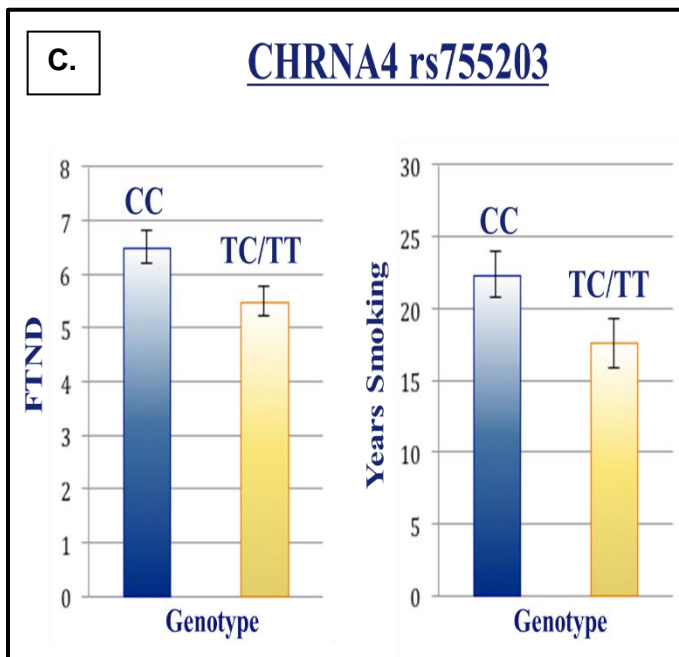 C.
CHRNA4 rs755203
FTND
8
7
6
5
4
3
2
1
0
CC
TC/TT
Genotype
Years Smoking
30
25
20
15
10
5
0
CC
TC/TT
Genotype